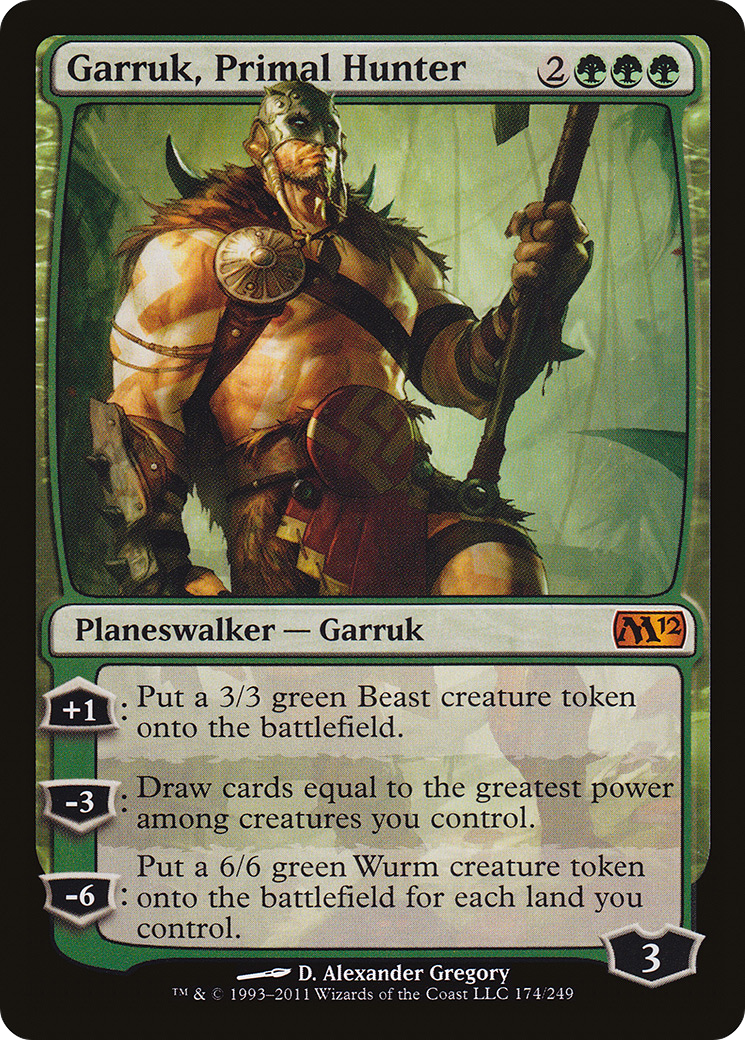 Garruk, Primal Hunter 2
Planeswalker — Garruk M12
+1: Put a 3/3 green Beast creature token
onto the battlefield.
-3: Draw cards equal to the greatest power
among creatures you control.
Put a 6/6 green Wurm creature token
-6: onto the battlefield for each land you
control.
3
D. Alexander Gregory
™ & © 1993–2011 Wizards of the Coast LLC 174/249